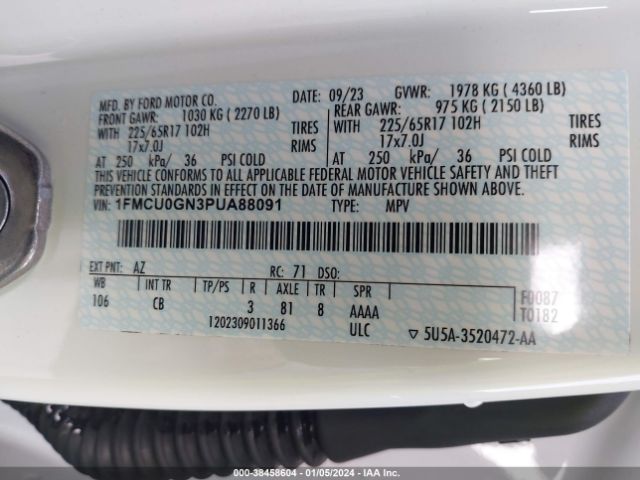 MFD. BY FORD MOTOR CO. DATE: 09/23 GVWR: 1978 KG ( 4360 LB)
FRONT GAWR: 1030 KG ( 2270 LB) REAR GAWR: 975 KG ( 2150 LB)
WITH 225/65R17 102H TIRES WITH 225/65R17 102H TIRES
17x7.0J RIMS 17x7.0J RIMS
AT 250 kPa/ 36 PSI COLD AT 250 kPa/ 36 PSI COLD
THIS VEHICLE CONFORMS TO ALL APPLICABLE FEDERAL MOTOR VEHICLE SAFETY AND THEFT
PREVENTION STANDARDS IN EFFECT ON THE DATE OF MANUFACTURE SHOWN ABOVE.
VIN: 1FMCU0GN3PUA88091 TYPE: MPV
EXT PNT: AZ RC: 71 DSO:
WB INT TR TP/PS R AXLE TR SPR F0087
106 CB 3 81 8 AAAA T0182
1202309011366 ULC ▽ 5U5A-3520472-AA
000-38458604 - 01/05/2024 - IAA, Inc.